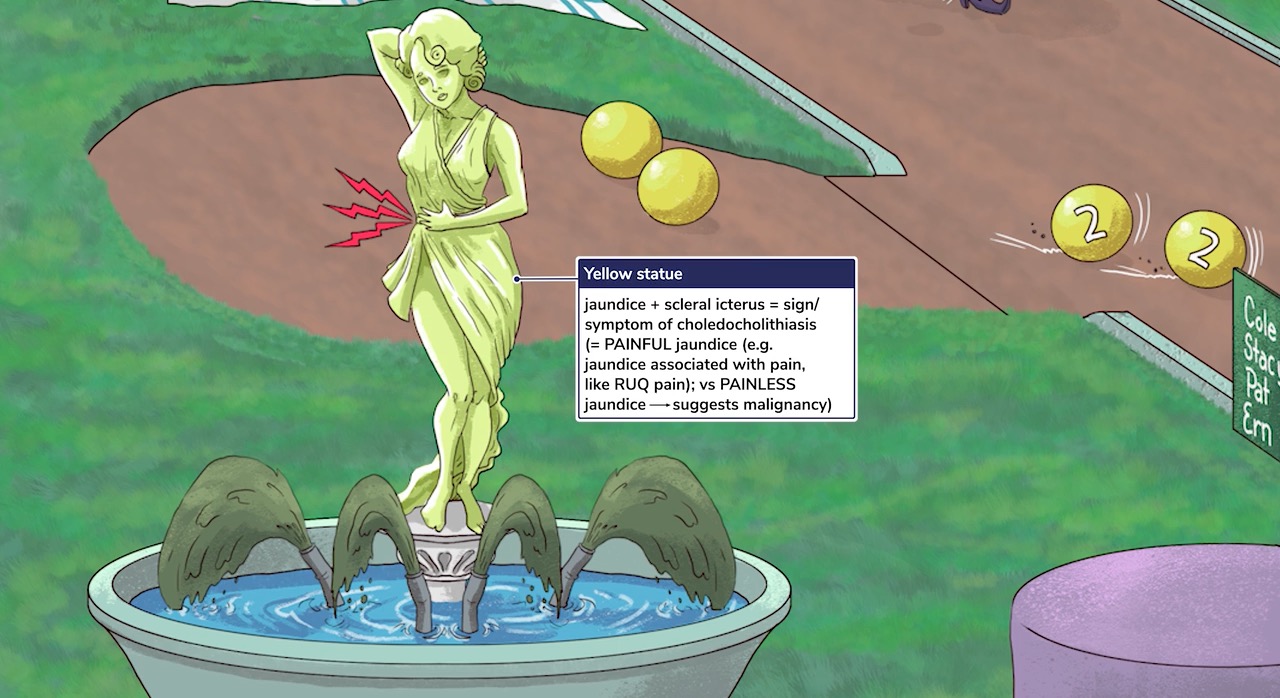 2
2
Yellow statue
jaundice + scleral icterus = sign/
symptom of choledocholithiasis
(= PAINFUL jaundice (e.g.
jaundice associated with pain,
like RUQ pain); vs PAINLESS
jaundice → suggests malignancy)
Cole
Pat
Ern